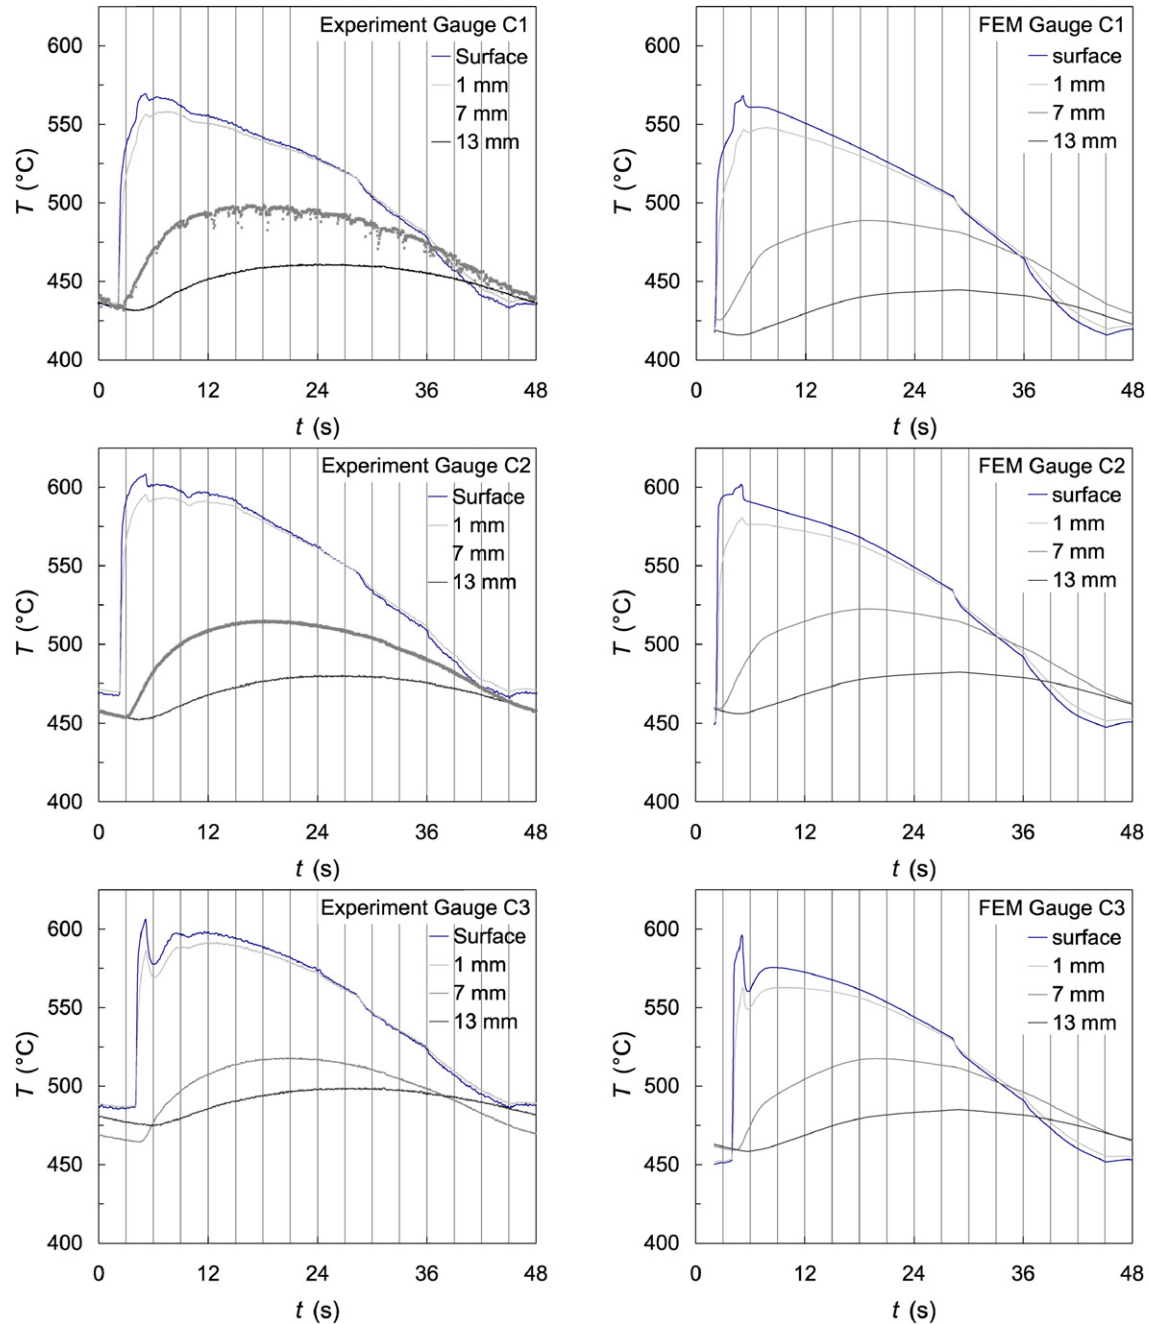 Experiment Gauge C1
Surface
1 mm
7 mm
13 mm
600
550
500
450
400
T (°C)
0 12 24 36 48
t (s)
FEM Gauge C1
surface
1 mm
7 mm
13 mm
600
550
500
450
400
T (°C)
0 12 24 36 48
t (s)
Experiment Gauge C2
Surface
1 mm
7 mm
13 mm
600
550
500
450
400
T (°C)
0 12 24 36 48
t (s)
FEM Gauge C2
surface
1 mm
7 mm
13 mm
600
550
500
450
400
T (°C)
0 12 24 36 48
t (s)
Experiment Gauge C3
Surface
1 mm
7 mm
13 mm
600
550
500
450
400
T (°C)
0 12 24 36 48
t (s)
FEM Gauge C3
surface
1 mm
7 mm
13 mm
600
550
500
450
400
T (°C)
0 12 24 36 48
t (s)